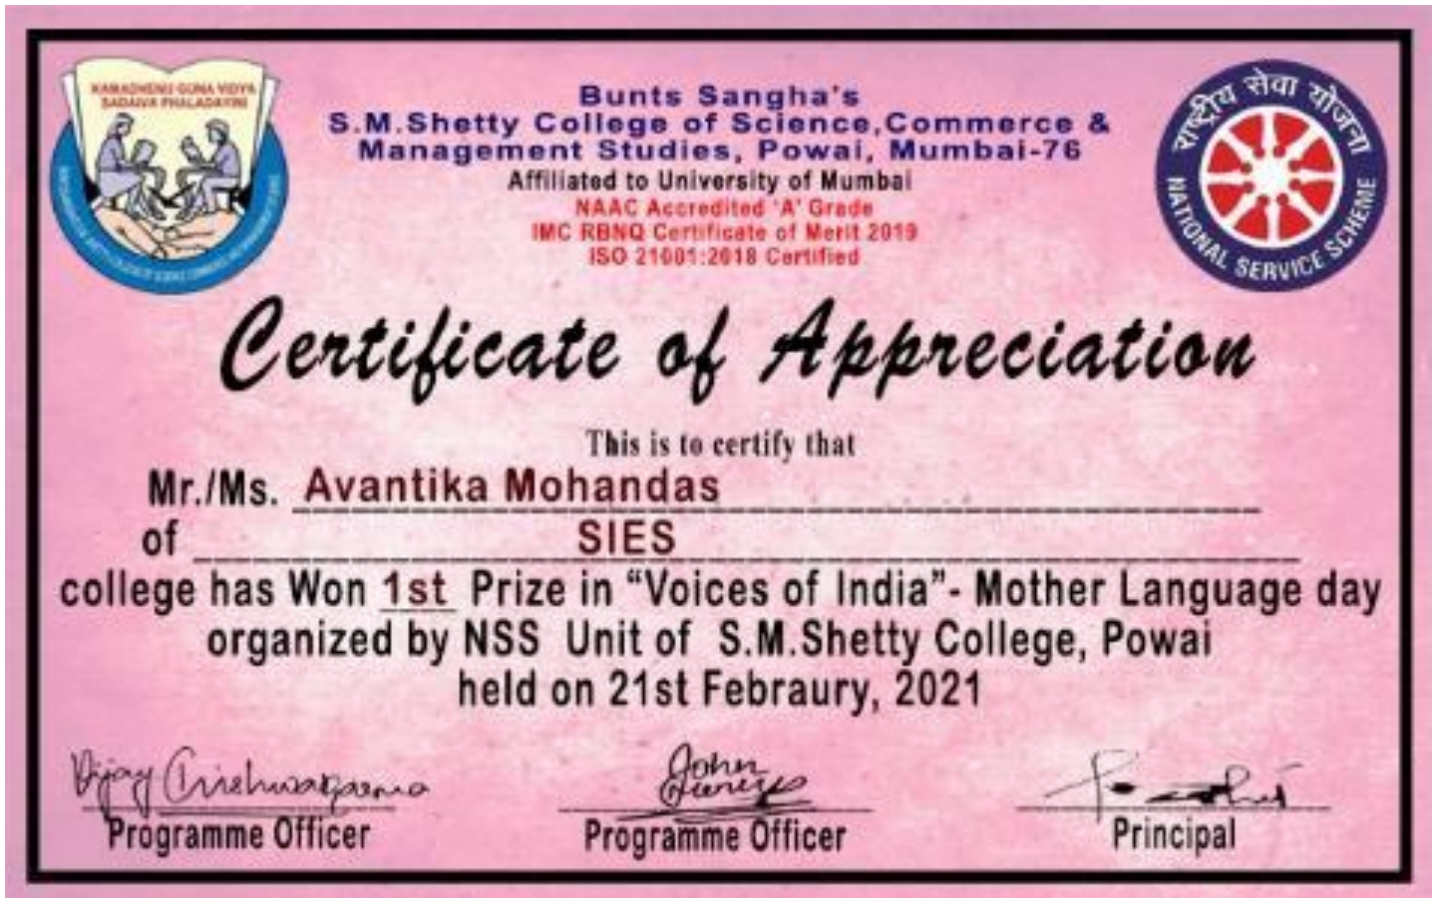 KAMADHENU GUNA VIDYA
SADAIVA PHALADAYINI
Bunts Sangha's
S.M.Shetty College of Science,Commerce &
Management Studies, Powai, Mumbai-76
Affiliated to University of Mumbai
NAAC Accredited 'A' Grade
IMC RBNQ Certificate of Merit 2019
ISO 21001:2018 Certified
राष्ट्रीय सेवा योजना
NATIONAL SERVICE SCHEME
Certificate of Appreciation
This is to certify that
Mr./Ms. Avantika Mohandas
of SIES
college has Won 1st Prize in “Voices of India”- Mother Language day
organized by NSS Unit of S.M.Shetty College, Powai
held on 21st Febraury, 2021
Vijay
John
Programme Officer
Programme Officer
Principal